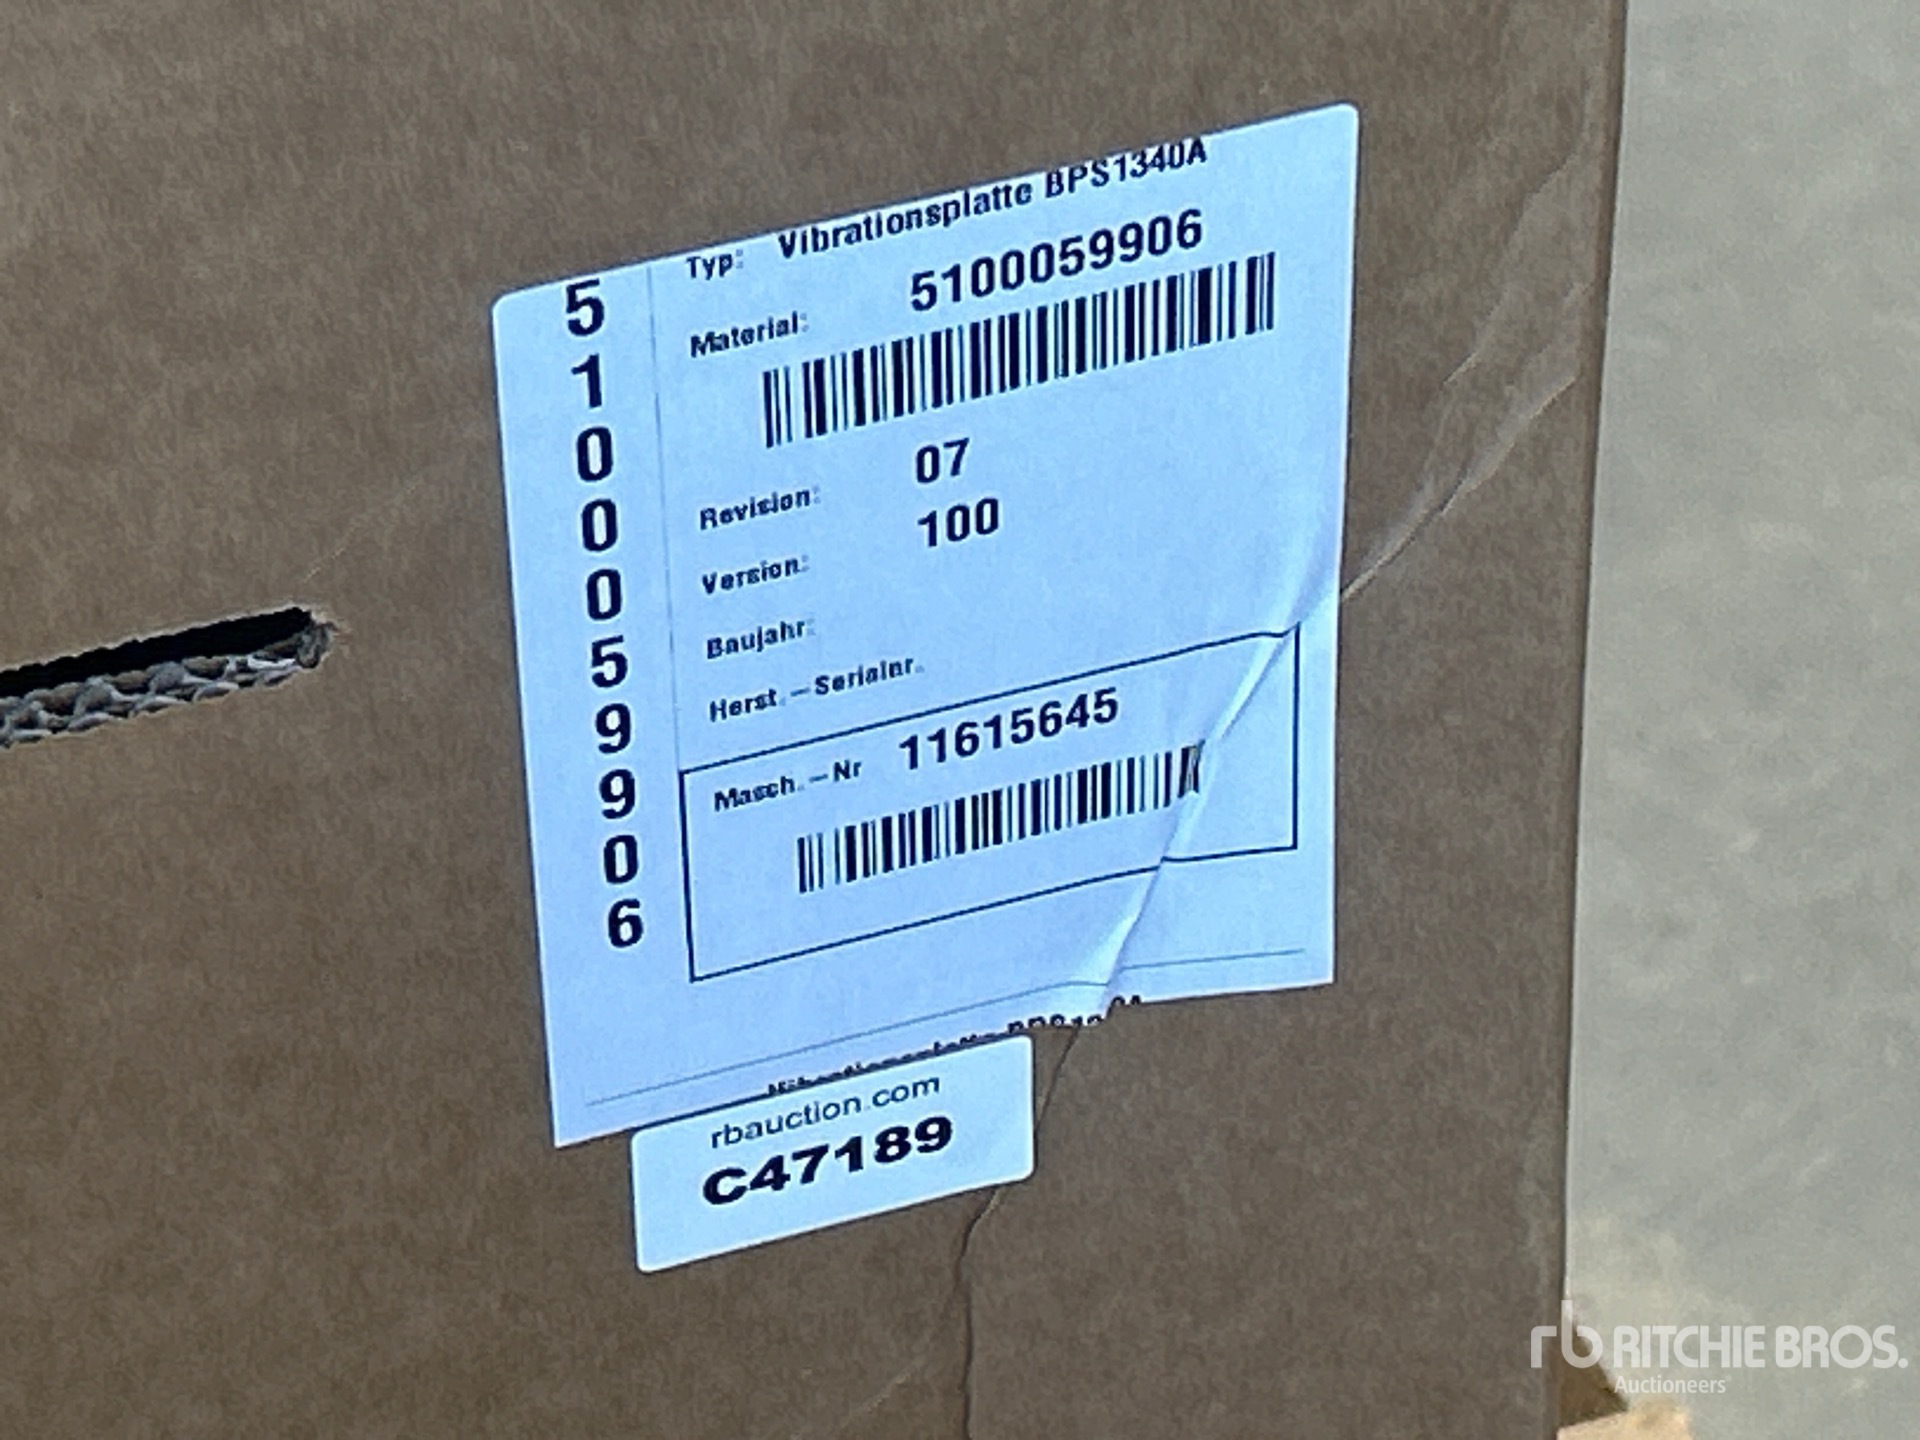 5100059906
Typ: Vibrationsplatte BPS1340A
Material: 5100059906
Revision: 07
Version: 100
Baujahr:
Herst.-Serialnr.
Masch.-Nr 11615645
rbauction.com
C47189
rb RITCHIE BROS.
Auctioneers